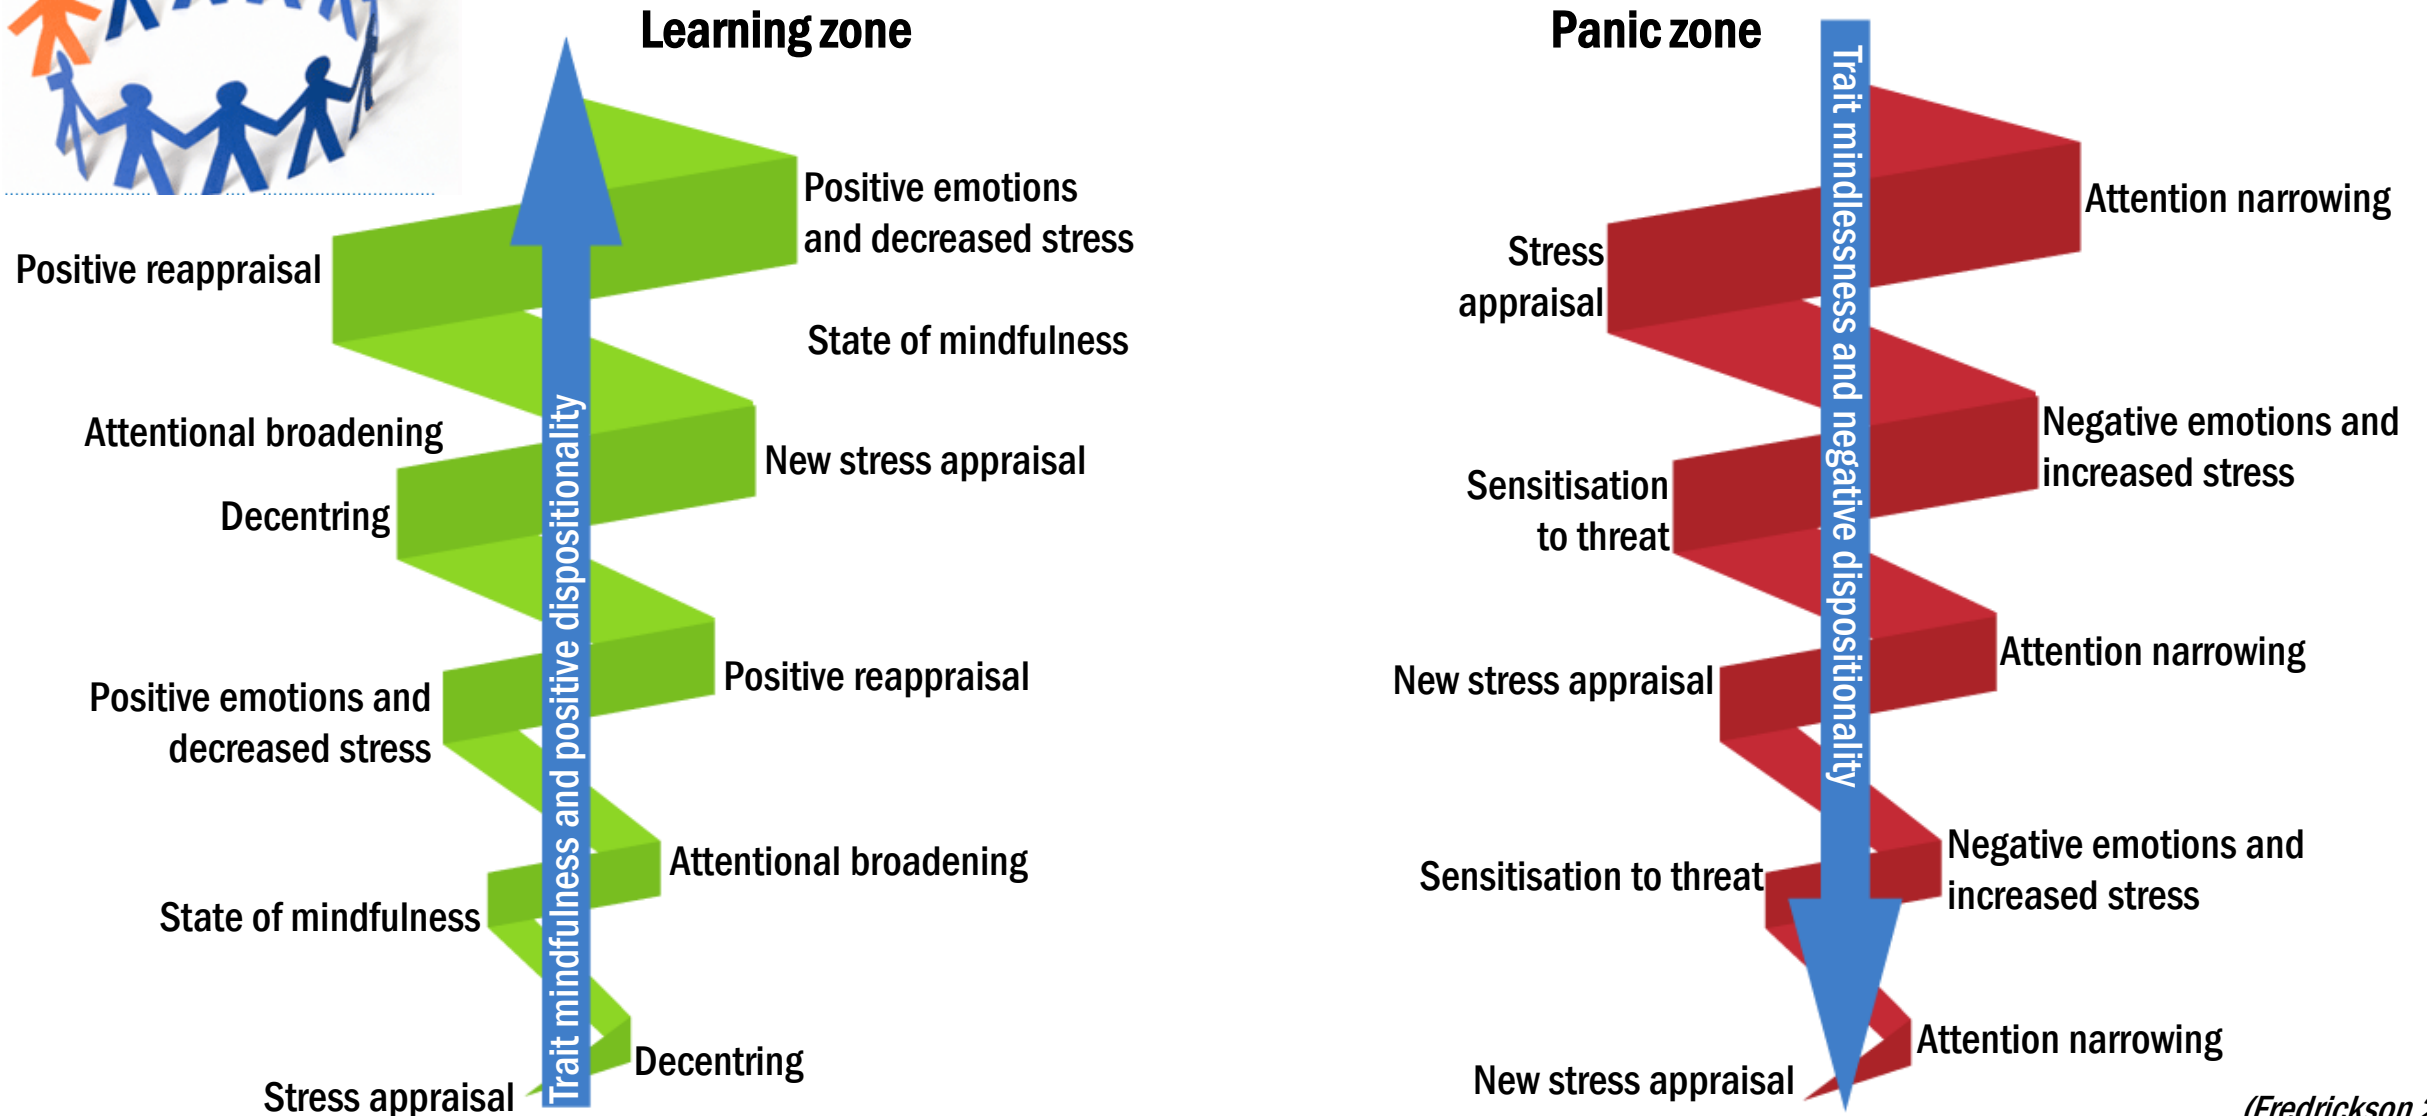 Learning zone
Positive emotions
and decreased stress
Positive reappraisal
State of mindfulness
Attentional broadening
New stress appraisal
Decentring
Positive reappraisal
Positive emotions and
decreased stress
Attentional broadening
State of mindfulness
Decentring
Stress appraisal
Trait mindfulness and positive dispositionality
Panic zone
Trait mindlessness and negative dispositionality
Attention narrowing
Stress
appraisal
Negative emotions and
increased stress
Sensitisation
to threat
Attention narrowing
New stress appraisal
Negative emotions and
increased stress
Sensitisation to threat
Attention narrowing
New stress appraisal
(Fredrickson